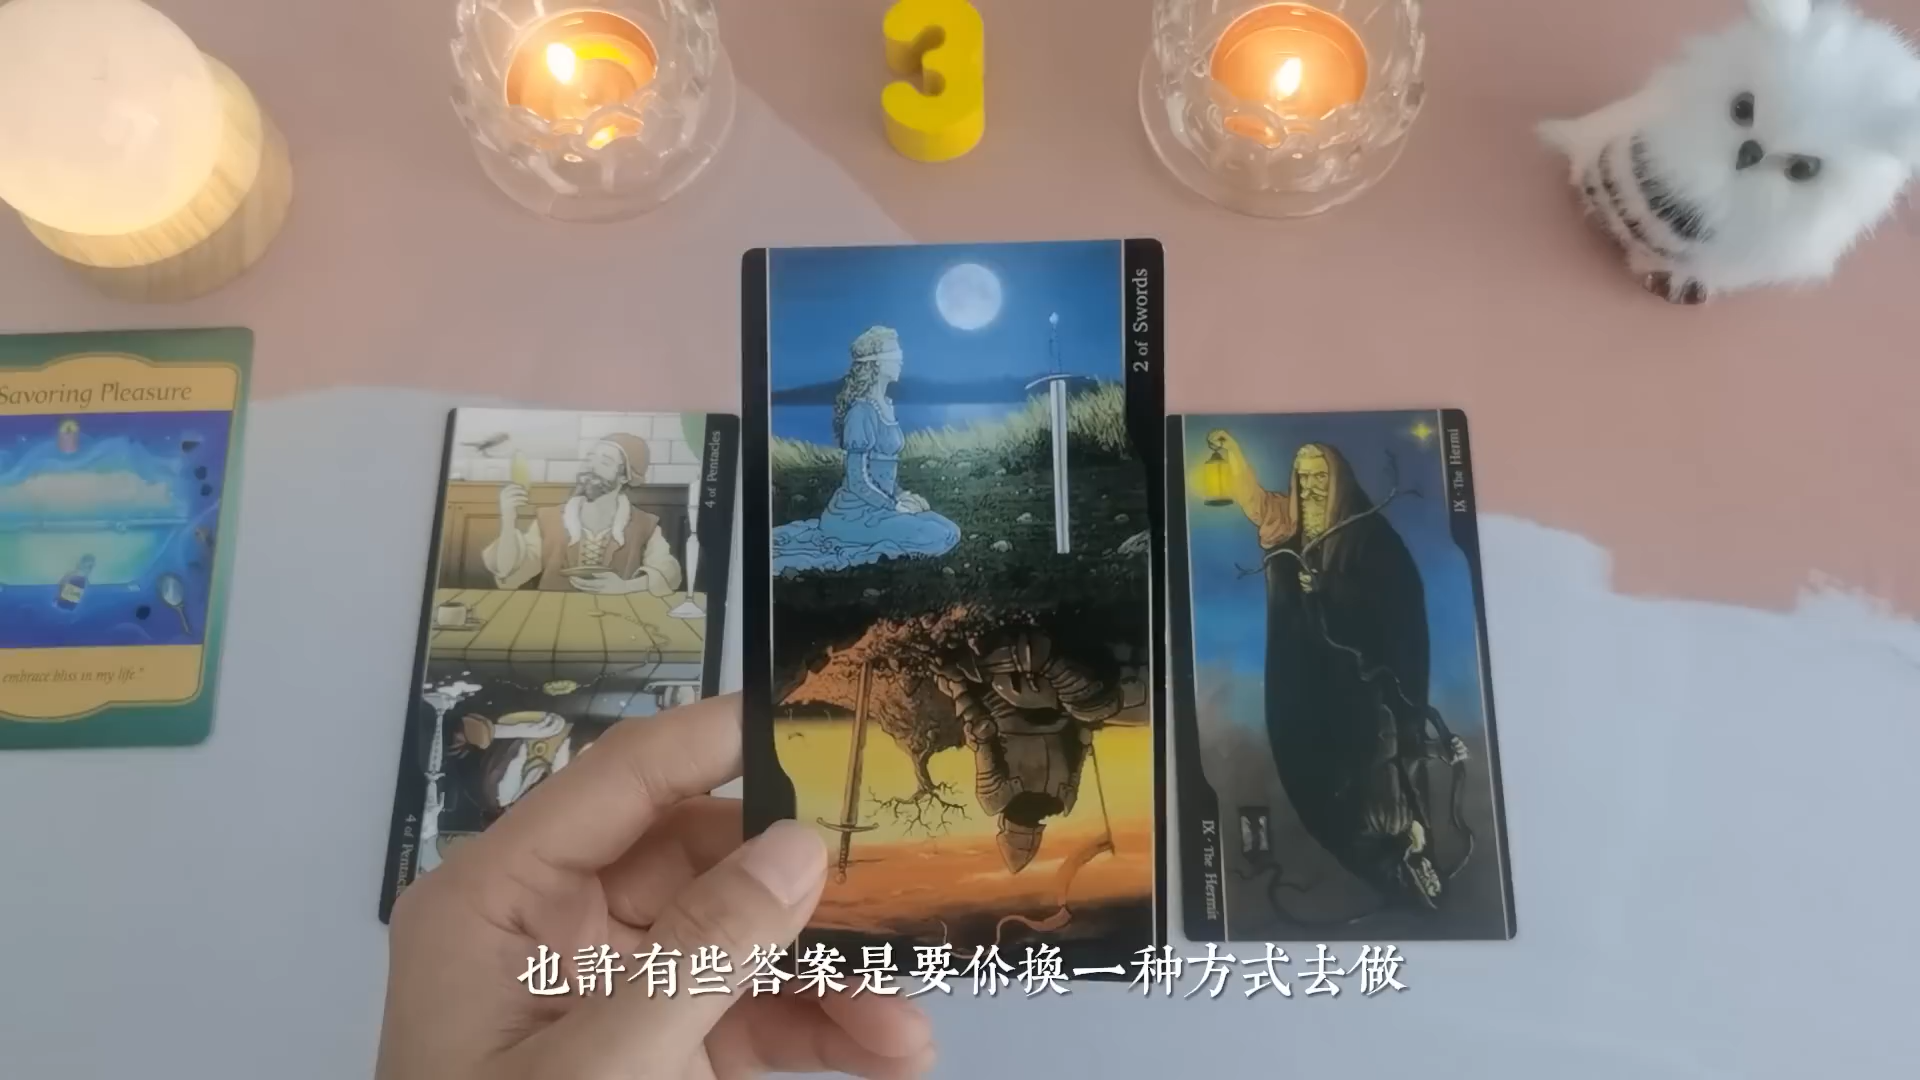 3
Savoring Pleasure
embrace bliss in my life."
4 of Pentacles
4 of Pentac
2 of Swords
IX · The Hermi
IX · The Hermit
也許有些答案是要你換一种方式去做